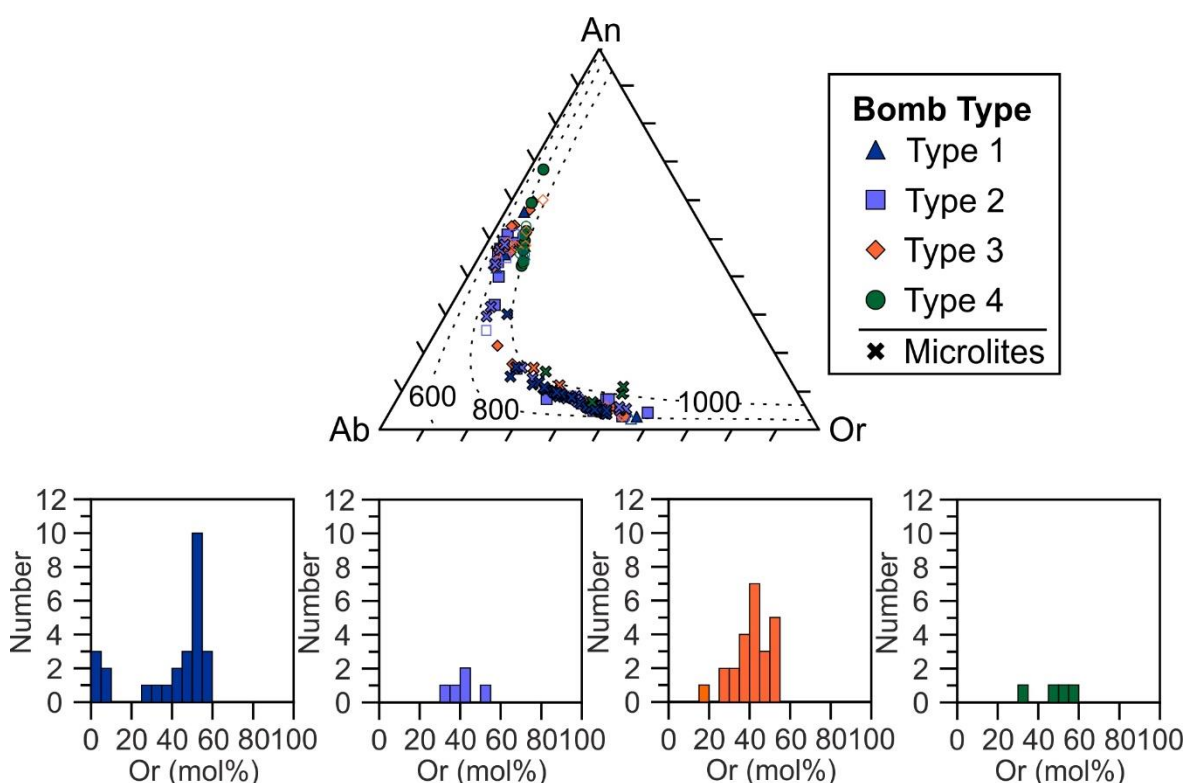 An
Bomb Type
Type 1
Type 2
Type 3
Type 4
Microlites
600
800
1000
Ab
Or
12
10
8
6
4
2
0
Number
0 20 40 60 80100
Or (mol%)
12
10
8
6
4
2
0
Number
0 20 40 60 80100
Or (mol%)
12
10
8
6
4
2
0
Number
0 20 40 60 80100
Or (mol%)
12
10
8
6
4
2
0
Number
0 20 40 60 80100
Or (mol%)